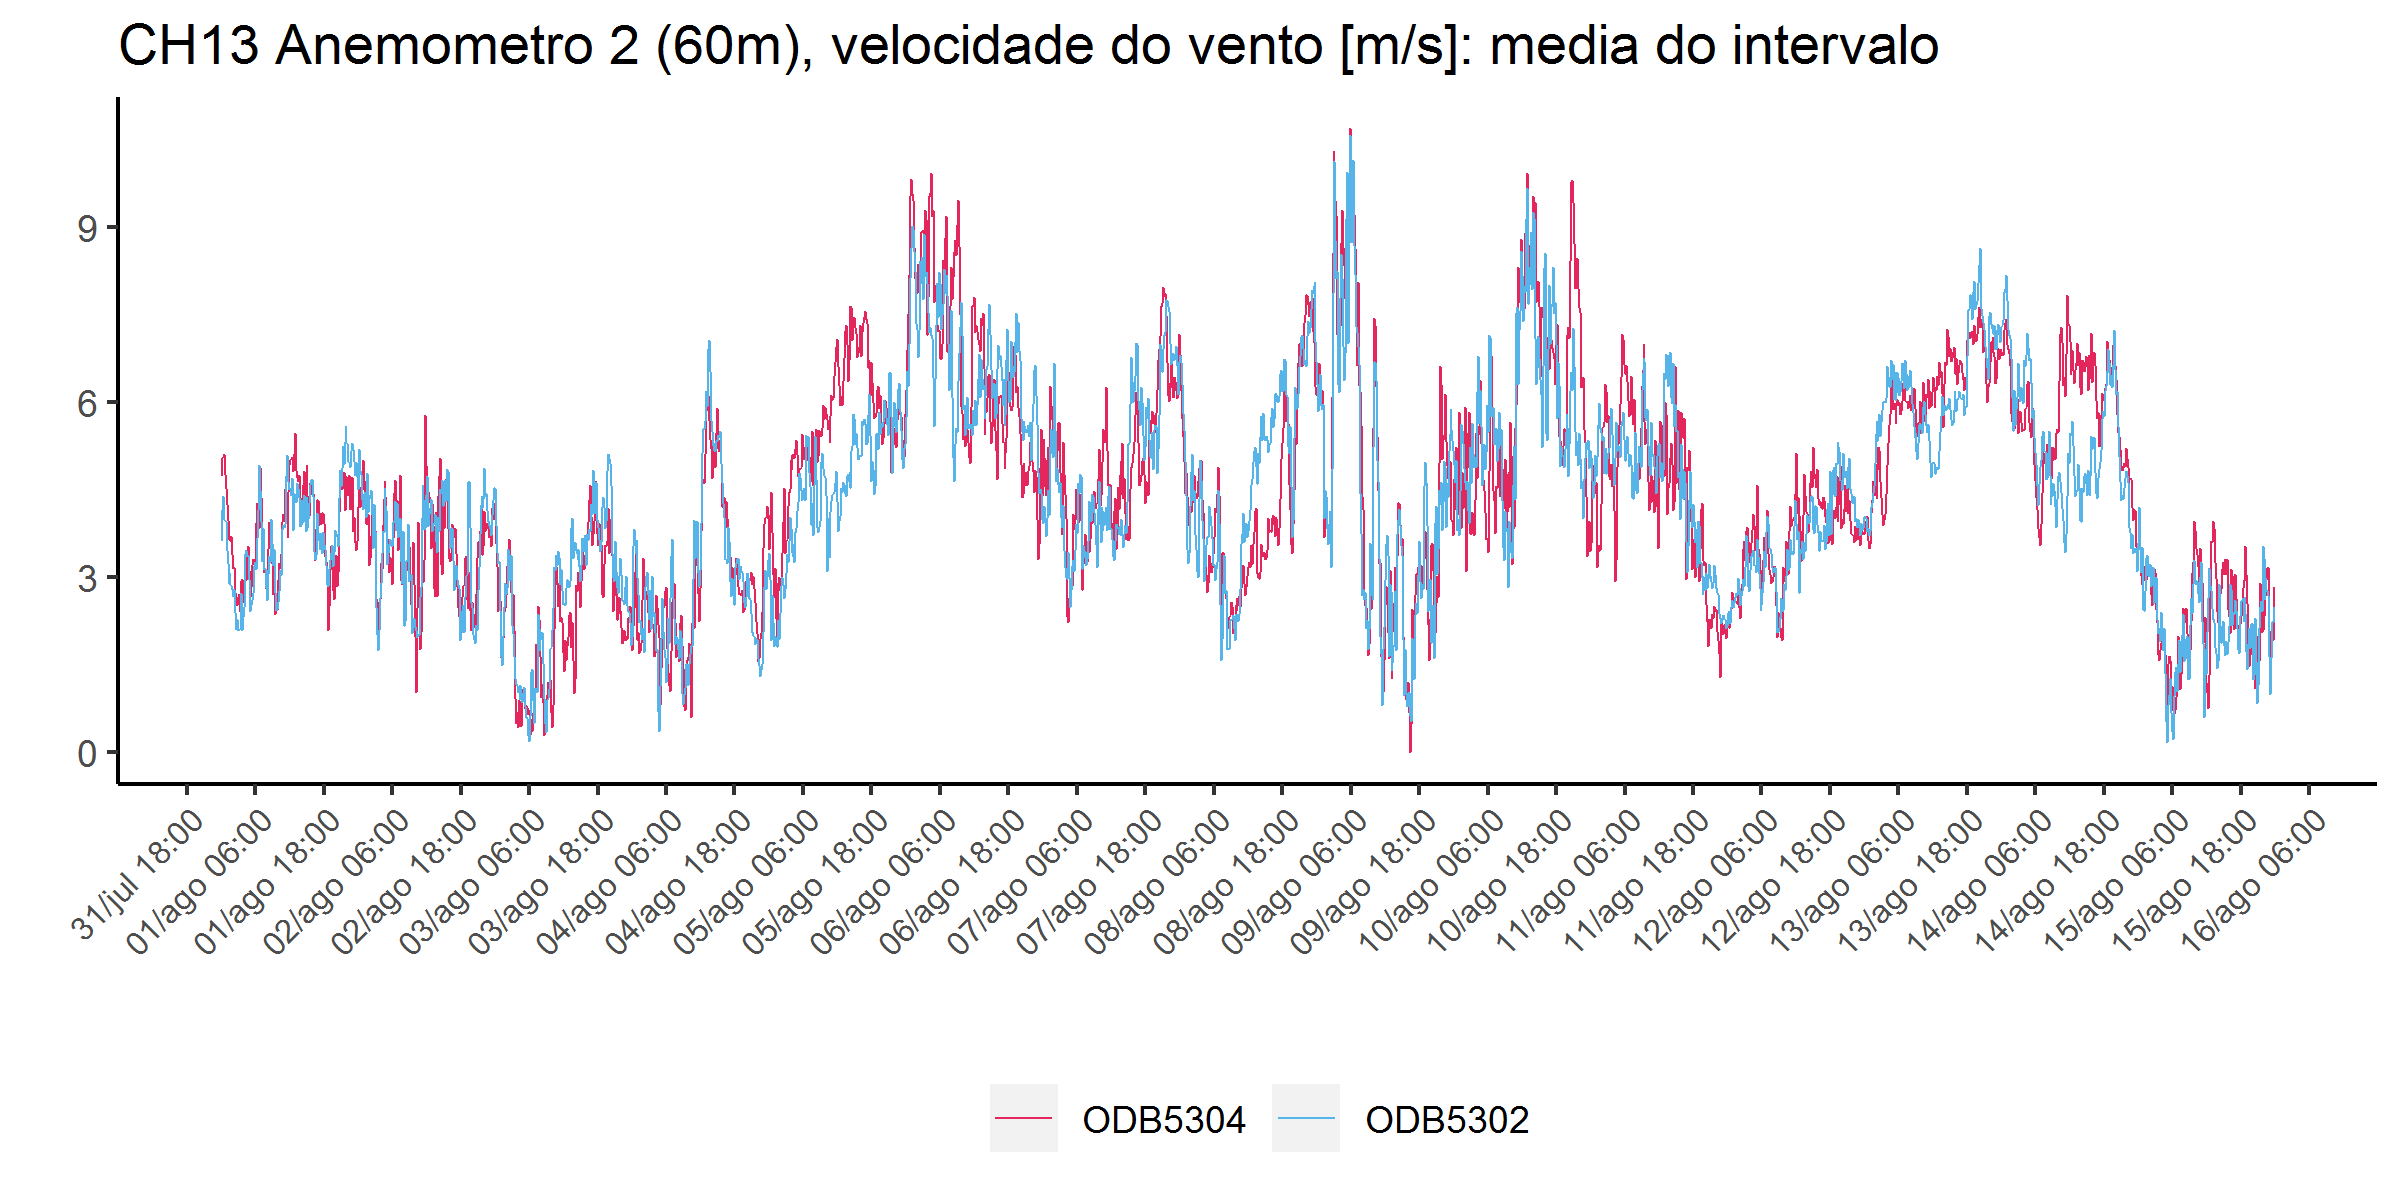 CH13 Anemometro 2 (60m), velocidade do vento [m/s]: media do intervalo
9
6
3
0
31/jul 18:00
01/ago 06:00
01/ago 18:00
02/ago 06:00
02/ago 18:00
03/ago 06:00
03/ago 18:00
04/ago 06:00
04/ago 18:00
05/ago 06:00
05/ago 18:00
06/ago 06:00
06/ago 18:00
07/ago 06:00
07/ago 18:00
08/ago 06:00
08/ago 18:00
09/ago 06:00
09/ago 18:00
10/ago 06:00
10/ago 18:00
11/ago 06:00
11/ago 18:00
12/ago 06:00
12/ago 18:00
13/ago 06:00
13/ago 18:00
14/ago 06:00
14/ago 18:00
15/ago 06:00
15/ago 18:00
16/ago 06:00
ODB5304 ODB5302